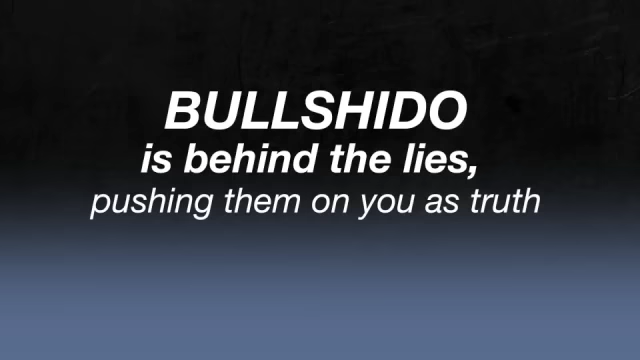 BULLSHIDO
is behind the lies,
pushing them on you as truth